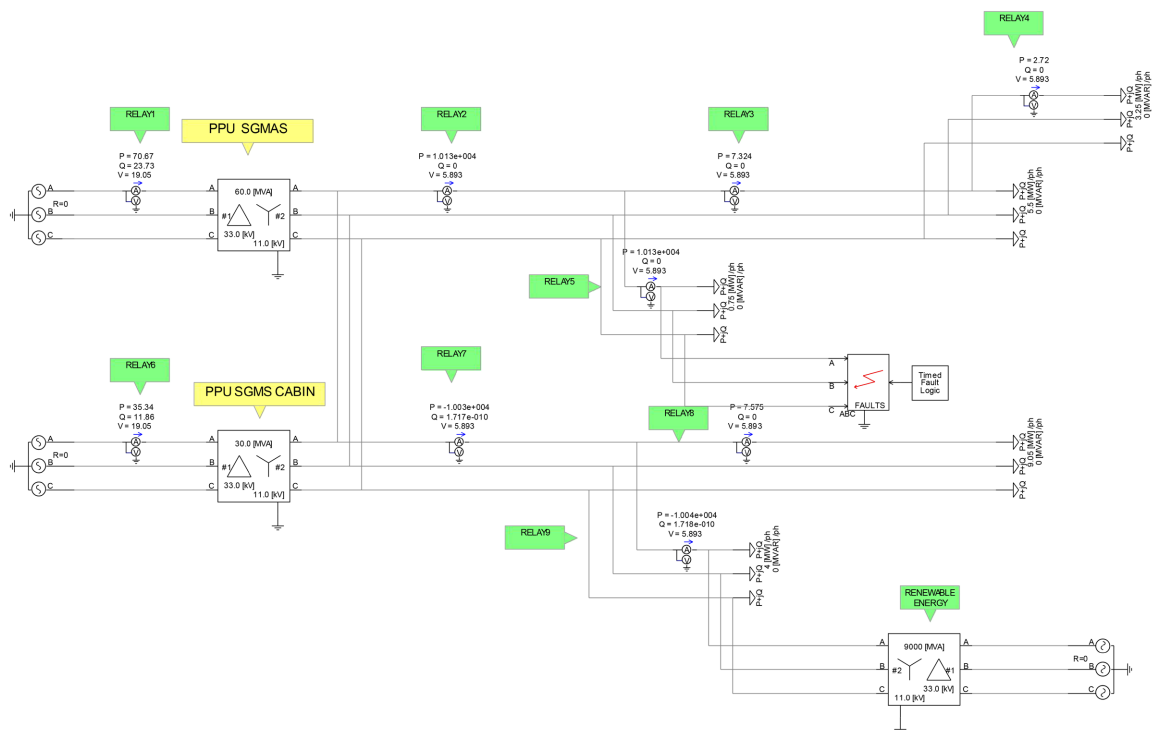 RELAY4
P = 2.72
Q = 0
V = 5.893
A
V
P+jQ
P+jQ
P+jQ
3.25 [MW] /ph
0 [MVAR] /ph
RELAY1
PPU SGMAS
RELAY2
RELAY3
P = 70.67
Q = 23.73
V = 19.05
P = 1.013e+004
Q = 0
V = 5.893
P = 7.324
Q = 0
V = 5.893
A
B
C
R=0
A
V
A
B
C
60.0 [MVA]
#1
#2
33.0 [kV]
11.0 [kV]
A
B
C
A
V
A
V
P+jQ
P+jQ
P+jQ
5.5 [MW] /ph
0 [MVAR] /ph
RELAY5
P = 1.013e+004
Q = 0
V = 5.893
A
V
P+jQ
P+jQ
P+jQ
0.75 [MW] /ph
0 [MVAR] /ph
A
B
C
FAULTS
ABC
Timed
Fault
Logic
RELAY6
PPU SGMS CABIN
RELAY7
RELAY8
P = 35.34
Q = 11.86
V = 19.05
P = -1.003e+004
Q = 1.717e-010
V = 5.893
P = 7.575
Q = 0
V = 5.893
A
B
C
R=0
A
V
A
B
C
30.0 [MVA]
#1
#2
33.0 [kV]
11.0 [kV]
A
B
C
A
V
A
V
P+jQ
P+jQ
P+jQ
9.05 [MW] /ph
0 [MVAR] /ph
RELAY9
P = -1.004e+004
Q = 1.718e-010
V = 5.893
A
V
P+jQ
P+jQ
P+jQ
4 [MW] /ph
0 [MVAR] /ph
RENEWABLE
ENERGY
A
B
C
9000 [MVA]
#2
#1
33.0 [kV]
11.0 [kV]
A
B
C
R=0
A
B
C